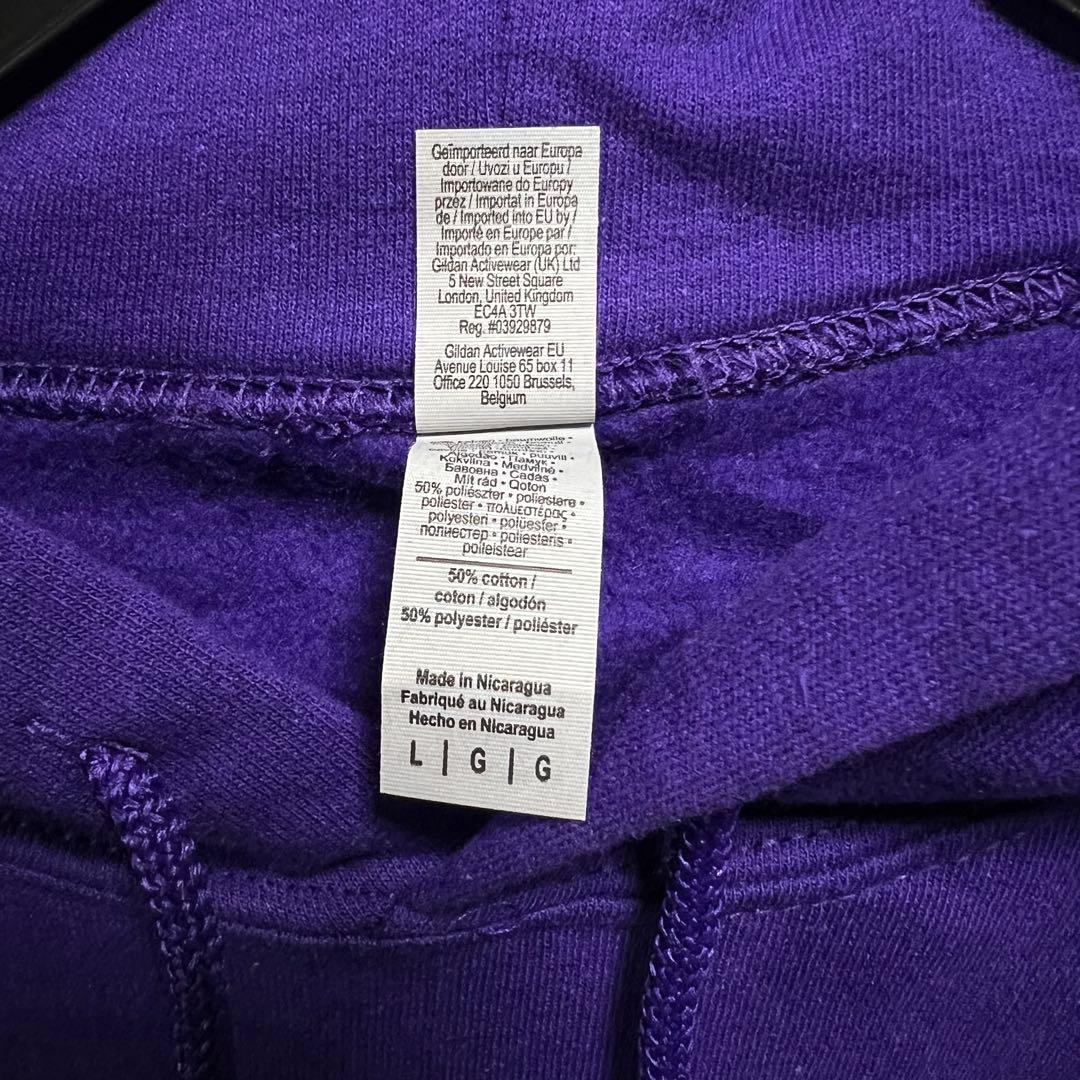 Geïmporteerd naar Europa
door / Uvozi u Europu /
Importowane do Europy
przez / Importat in Europa
de / Imported into EU by /
Importé en Europe par /
Importado en Europa por:
Gildan Activewear (UK) Ltd
5 New Street Square
London, United Kingdom
EC4A 3TW
Reg. #03929879
Gildan Activewear EU
Avenue Louise 65 box 11
Office 220 1050 Brussels,
Belgium
Kokvilna • Medvilnė •
Бавовна • Cadás •
Mit rád • Qoton
50% poliészter • poliestere •
poliester • πολυεστέρας •
polyesteri • polüester •
полиестер • poliesteris •
poileistear
50% cotton /
coton / algodón
50% polyester / poliéster
Made in Nicaragua
Fabriqué au Nicaragua
Hecho en Nicaragua
L | G | G